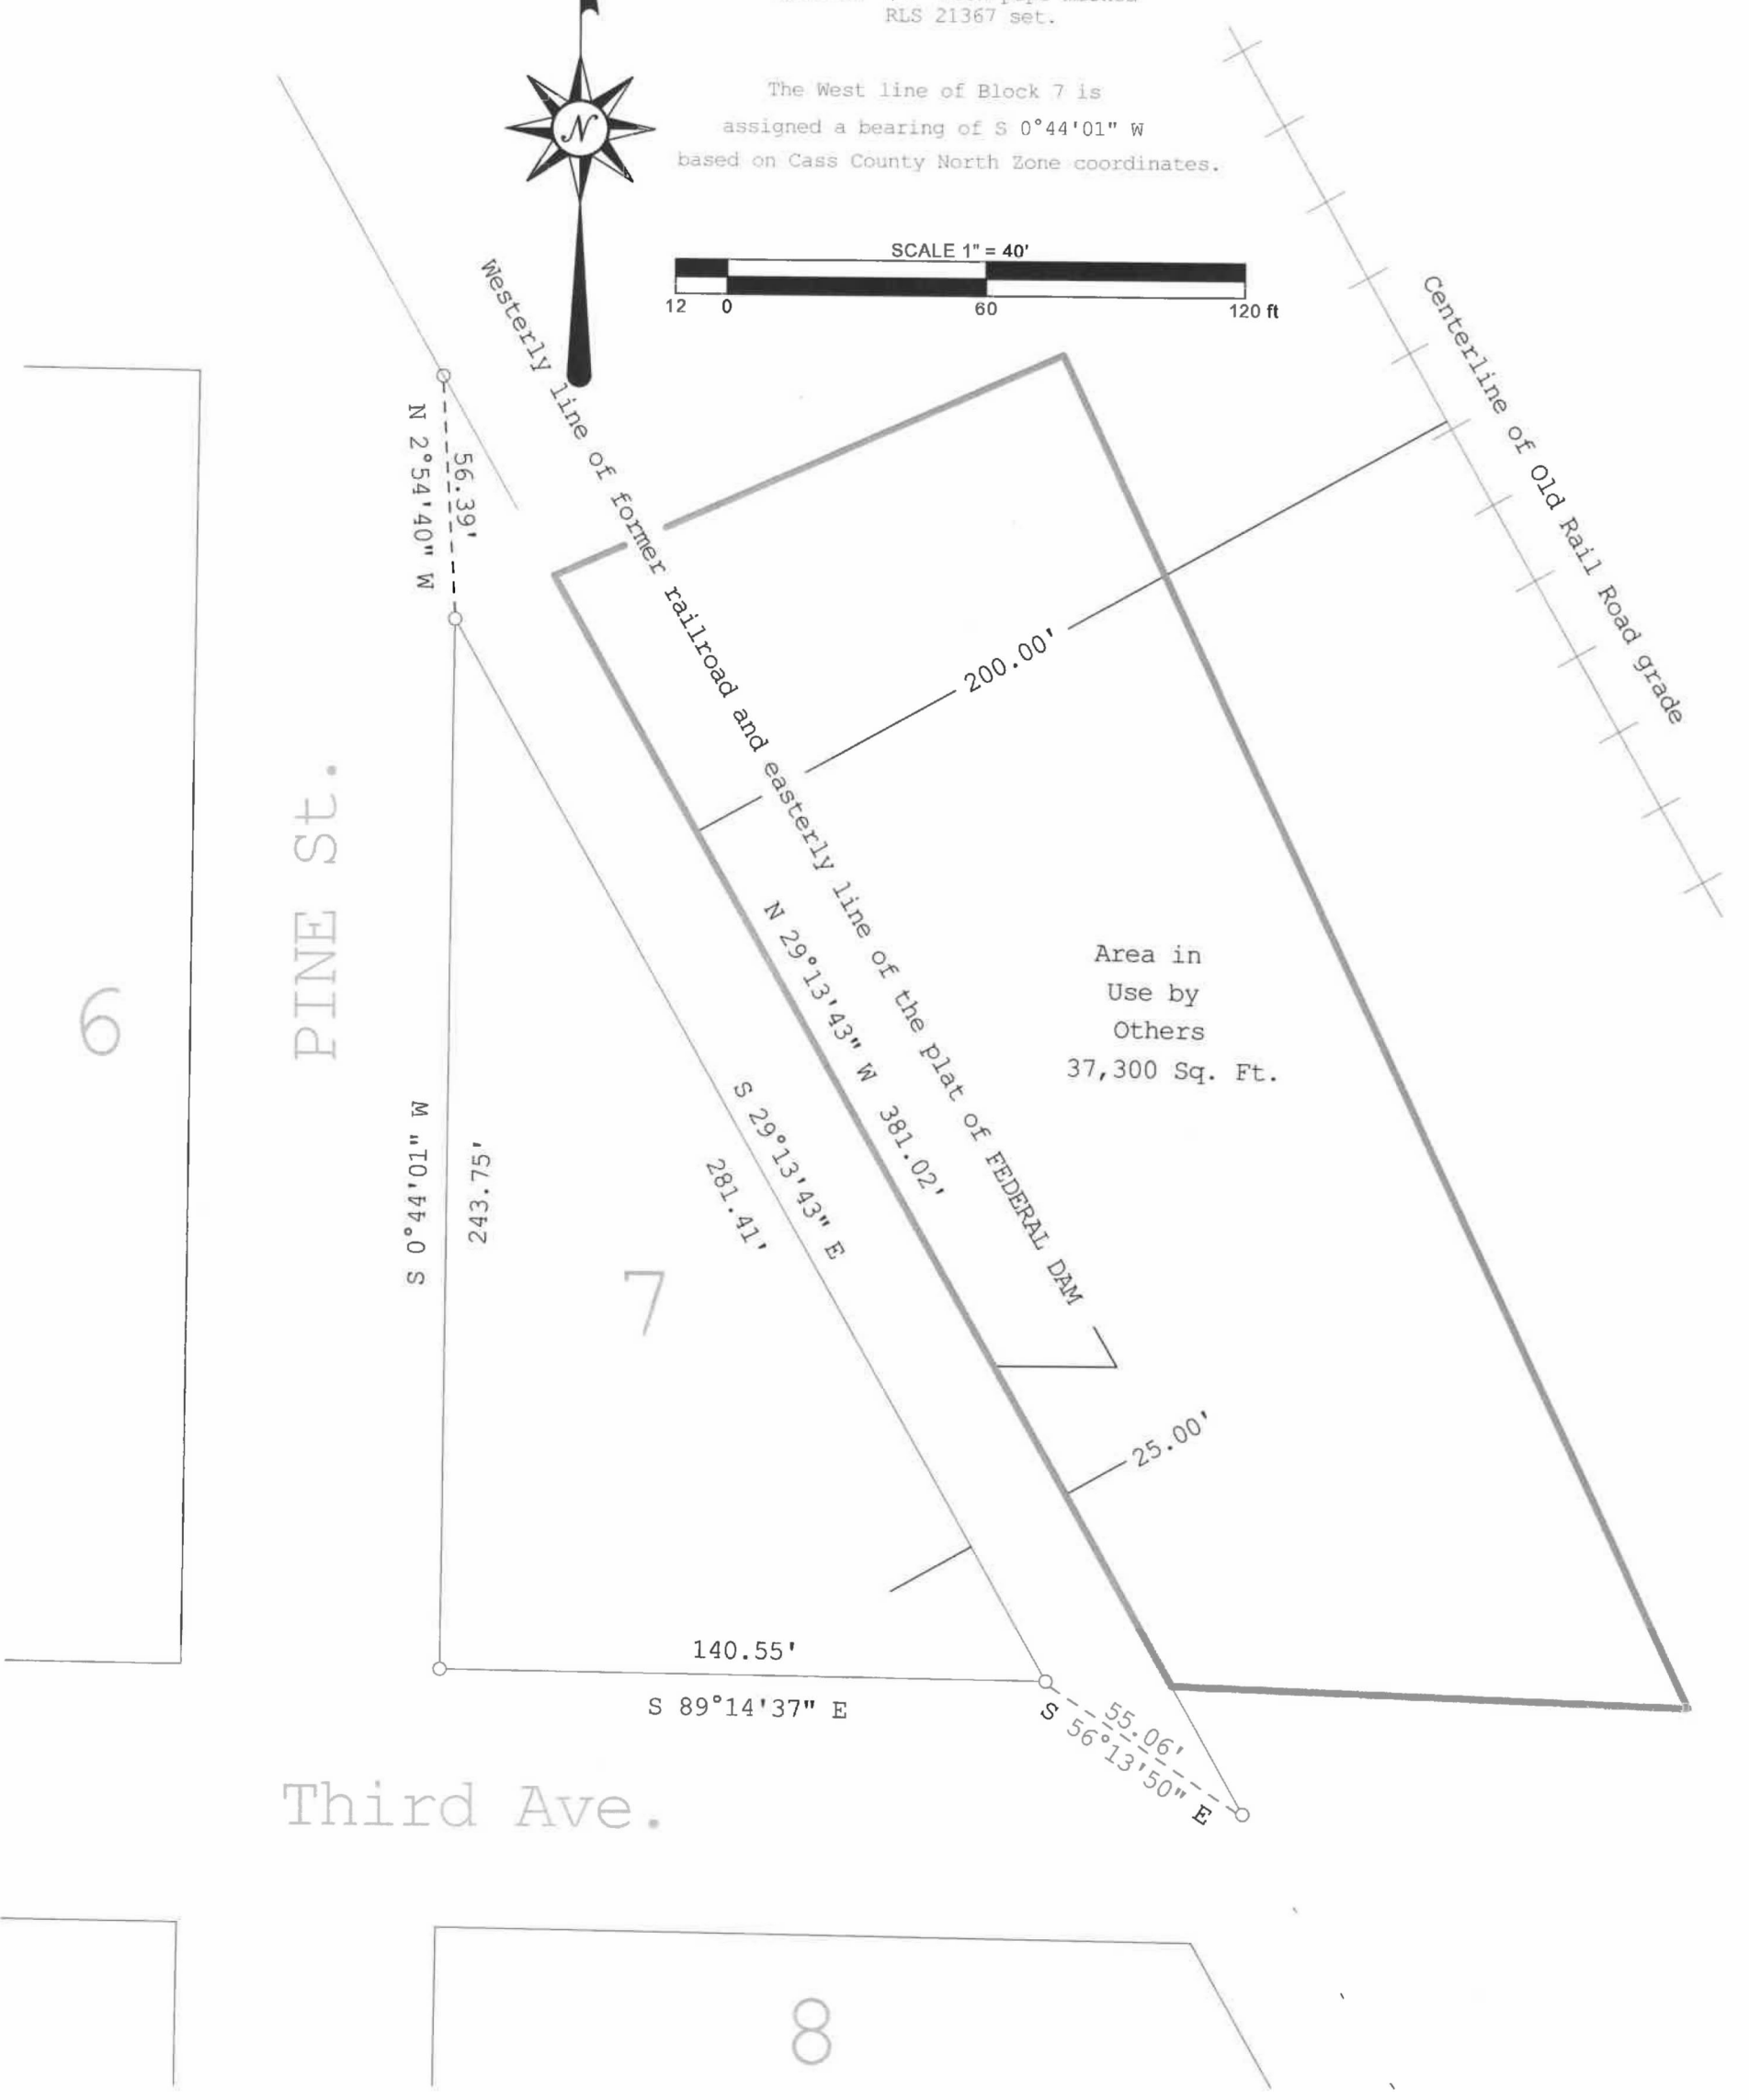 RLS 21367 set.
The West line of Block 7 is
assigned a bearing of S 0°44'01" W
based on Cass County North Zone coordinates.
N
SCALE 1" = 40'
12 0 60 120 ft
Westerly line of former railroad and easterly line of the plat of FEDERAL DAM
Centerline of Old Rail Road grade
N 2°54'40" W
56.39'
200.00'
PINE St.
6
N 29°13'43" W 381.02'
Area in
Use by
Others
37,300 Sq. Ft.
S 0°44'01" W
243.75'
S 29°13'43" E
281.41'
7
25.00'
140.55'
S 89°14'37" E
55.06'
S 56°13'50" E
Third Ave.
8